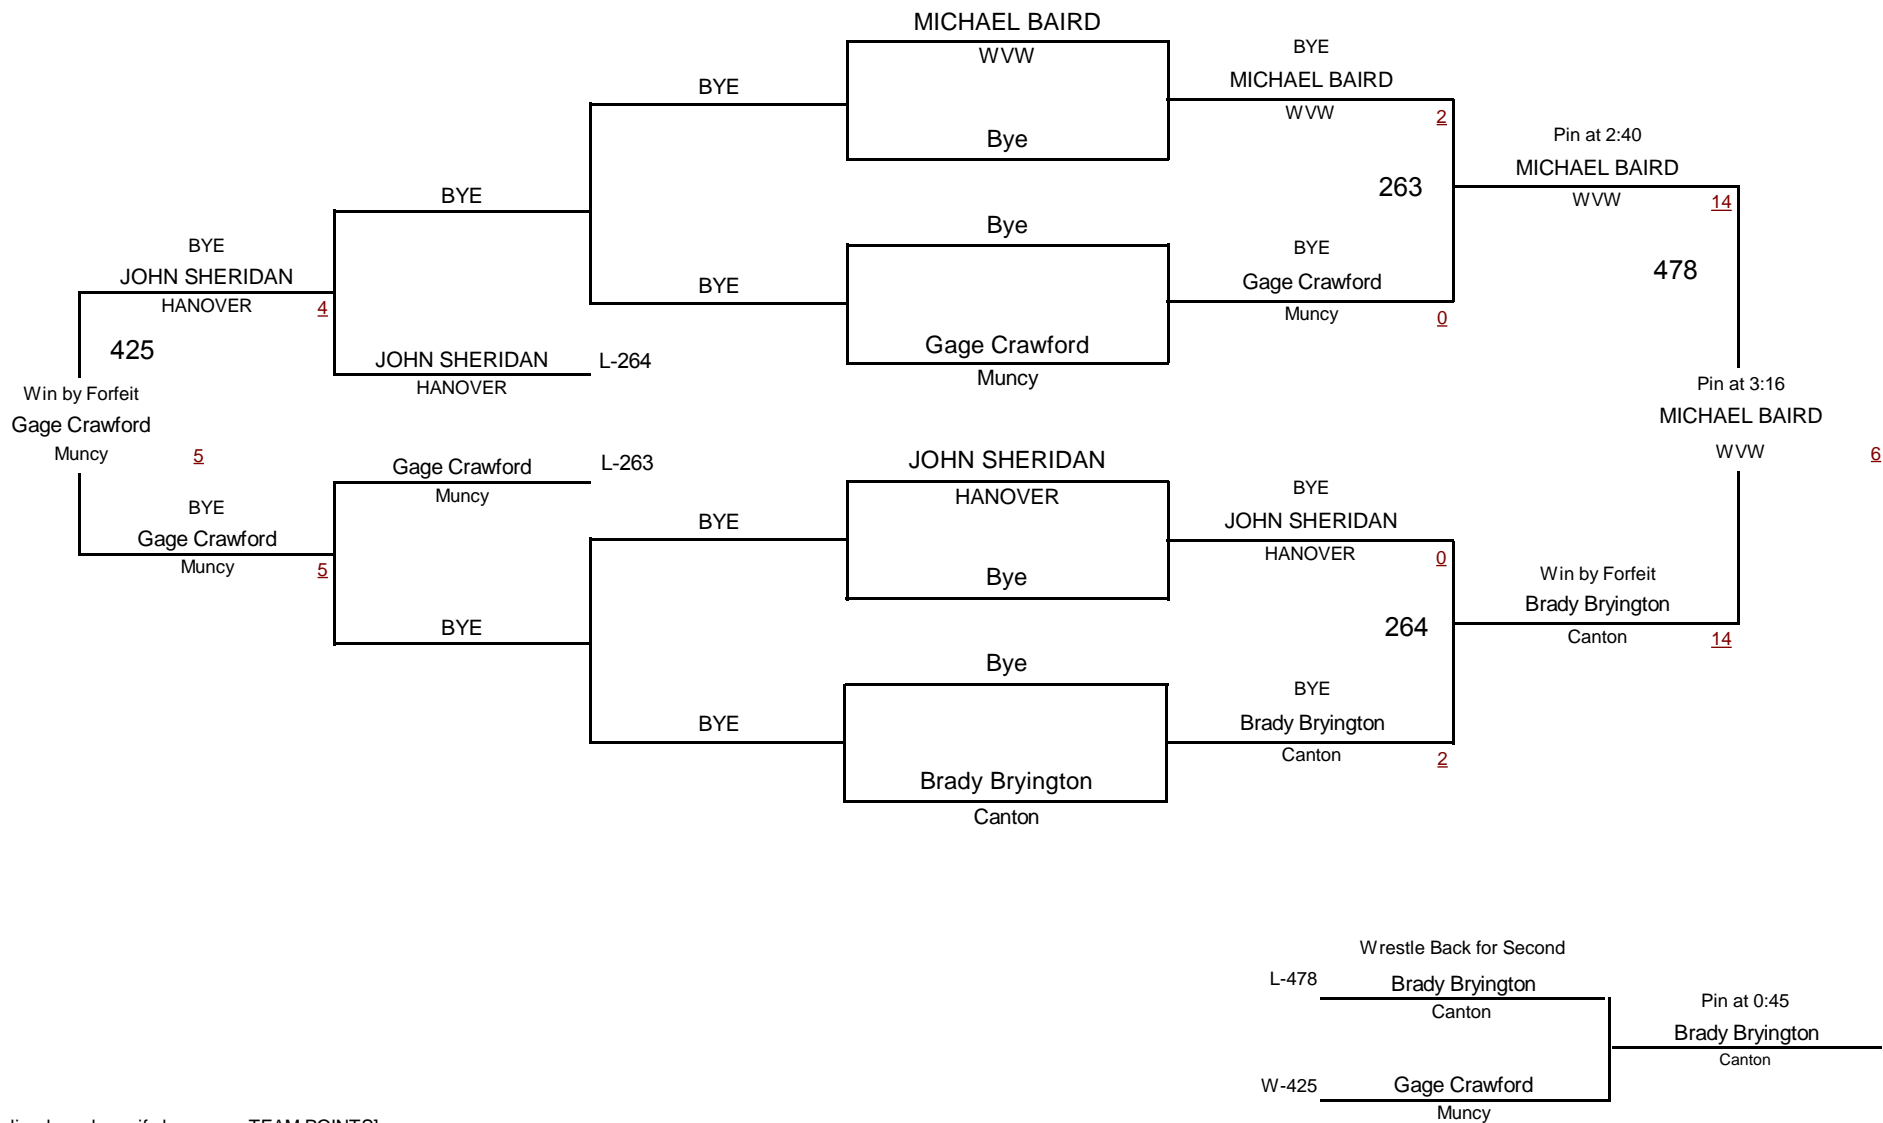 MICHAEL BAIRD
WVW
Bye
Bye
Gage Crawford
Muncy
JOHN SHERIDAN
HANOVER
Bye
Bye
Brady Bryington
Canton
BYE
MICHAEL BAIRD
WVW
2
263
BYE
Gage Crawford
Muncy
0
BYE
JOHN SHERIDAN
HANOVER
0
264
BYE
Brady Bryington
Canton
2
Pin at 2:40
MICHAEL BAIRD
WVW
14
478
Win by Forfeit
Brady Bryington
Canton
14
Pin at 3:16
MICHAEL BAIRD
WVW
6
BYE
BYE
BYE
BYE
BYE
JOHN SHERIDAN
L-264
HANOVER
Gage Crawford
L-263
Muncy
BYE
BYE
JOHN SHERIDAN
HANOVER
4
425
Win by Forfeit
Gage Crawford
Muncy
5
BYE
Gage Crawford
Muncy
5
Wrestle Back for Second
L-478
Brady Bryington
Canton
W-425
Gage Crawford
Muncy
Pin at 0:45
Brady Bryington
Canton